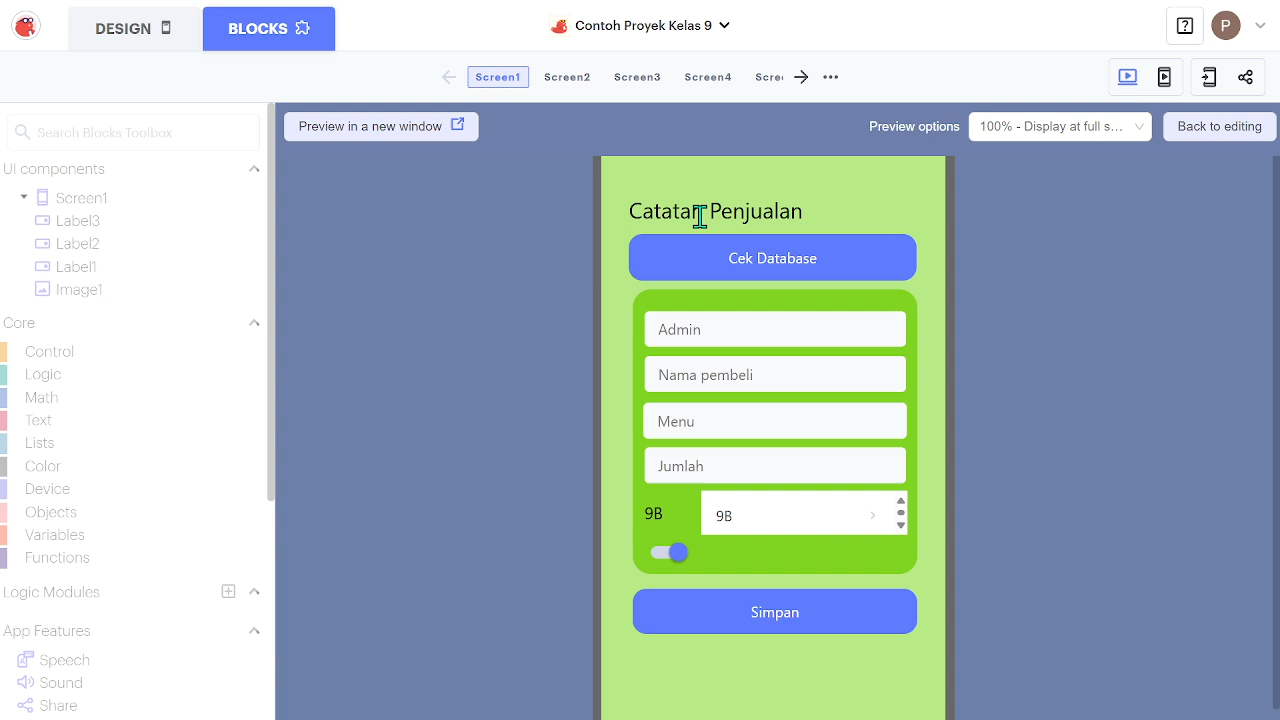 DESIGN
BLOCKS
Contoh Proyek Kelas 9
P
Screen1
Screen2
Screen3
Screen4
Scre
Search Blocks Toolbox
Preview in a new window
Preview options
100% - Display at full s...
Back to editing
UI components
Screen1
Label3
Label2
Label1
Image1
Core
Control
Logic
Math
Text
Lists
Color
Device
Objects
Variables
Functions
Logic Modules
App Features
Speech
Sound
Share
Catatan Penjualan
Cek Database
Admin
Nama pembeli
Menu
Jumlah
9B
9B
Simpan